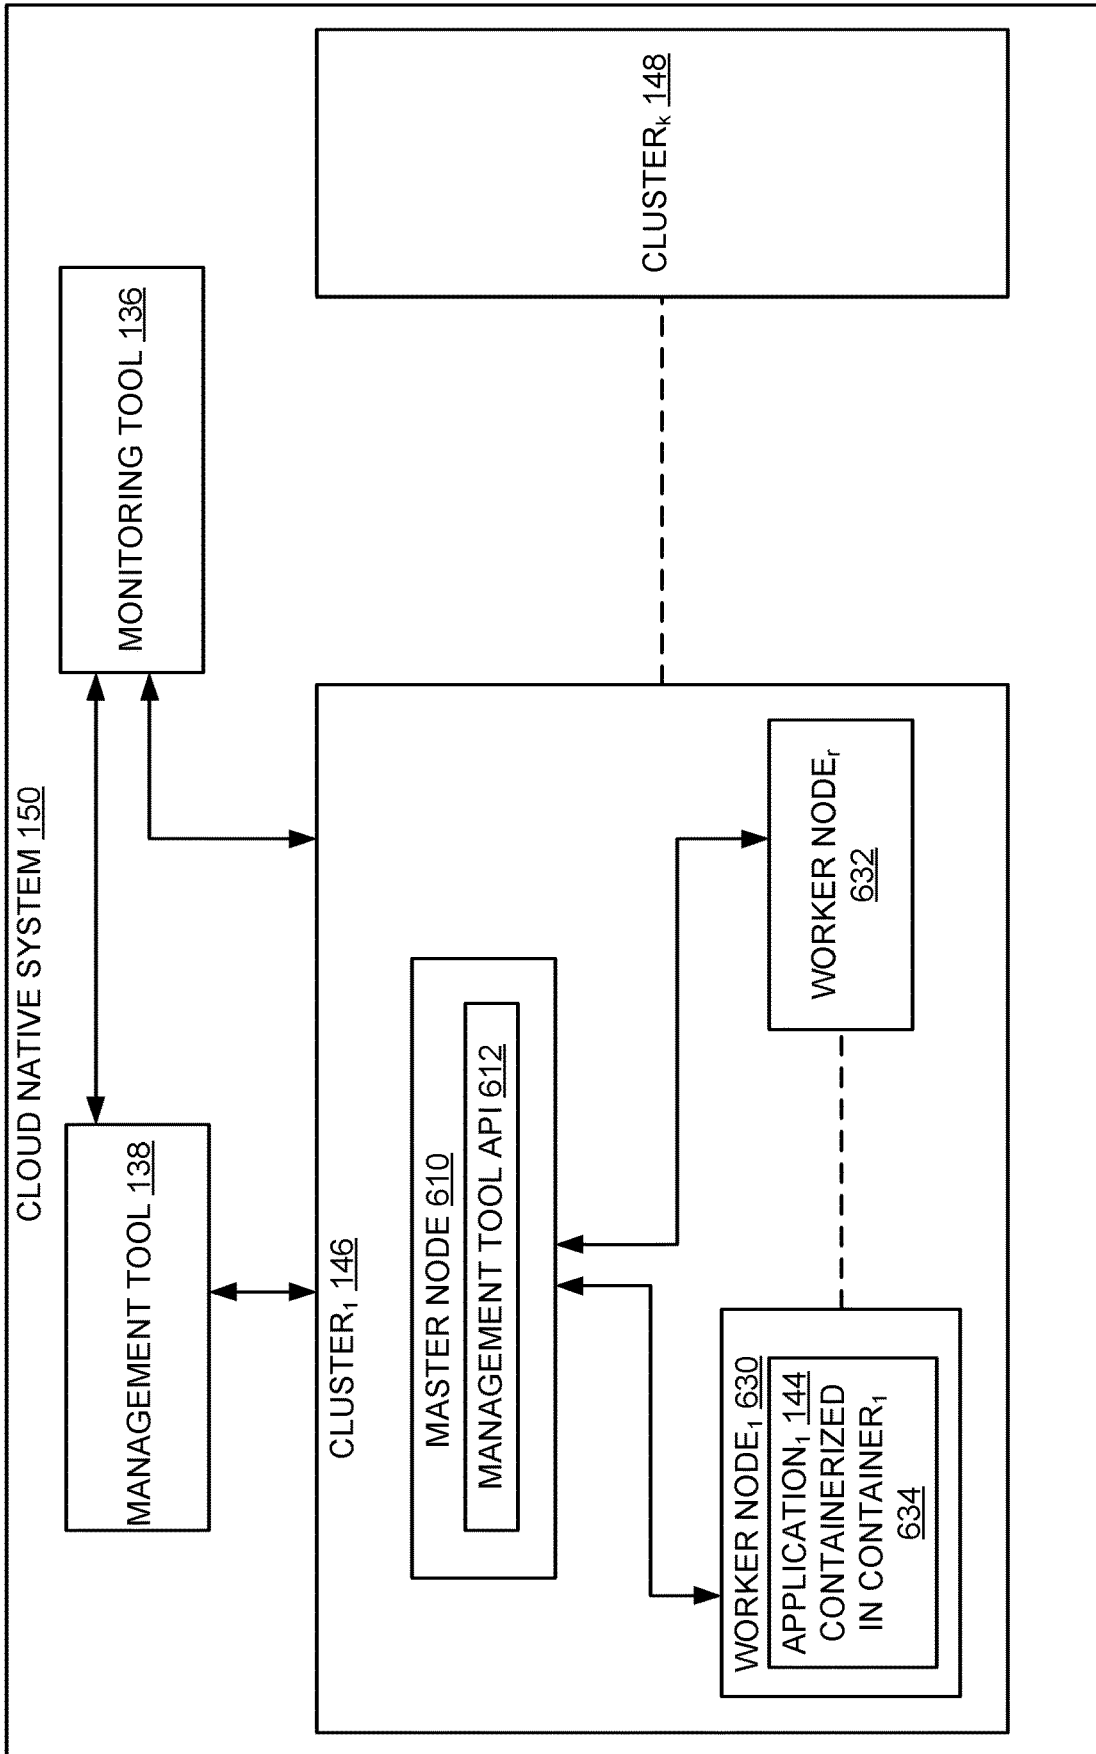 CLOUD NATIVE SYSTEM 150
MANAGEMENT TOOL 138
MONITORING TOOL 136
CLUSTER₁ 146
MASTER NODE 610
MANAGEMENT TOOL API 612
WORKER NODE₁ 630
APPLICATION₁ 144
CONTAINERIZED
IN CONTAINER₁
634
WORKER NODEᵣ
632
CLUSTERₖ 148